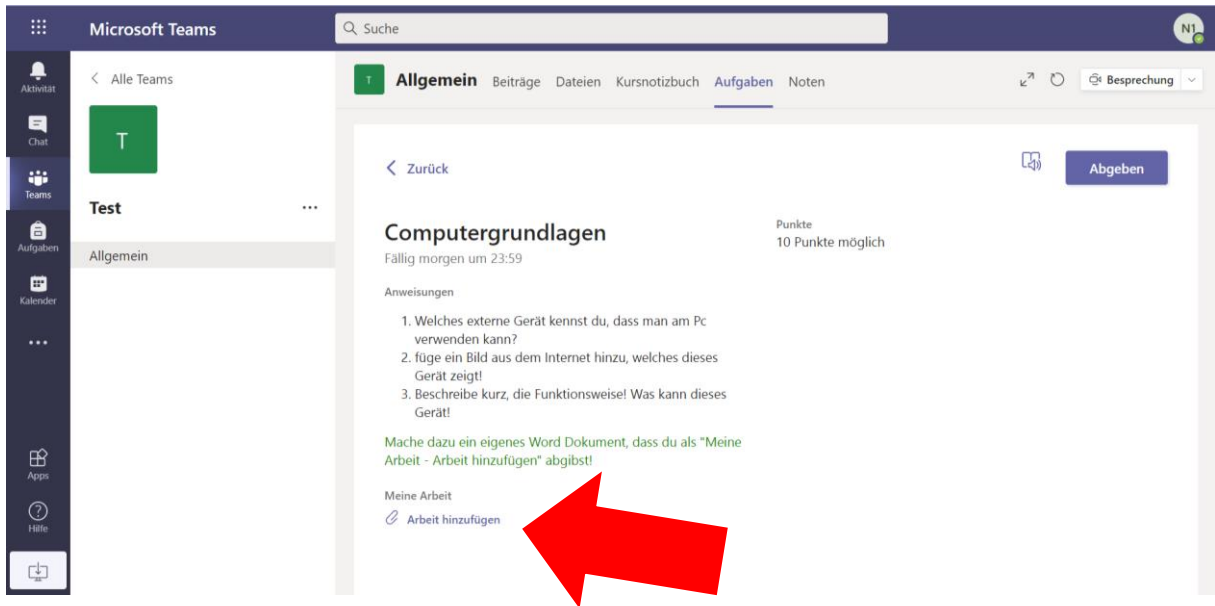 Microsoft Teams
Suche
N1
Aktivität
Chat
Teams
Aufgaben
Kalender
Apps
Hilfe
Alle Teams
T
Test
Allgemein
T
Allgemein Beiträge Dateien Kursnotizbuch Aufgaben Noten
Besprechung
Zurück
Abgeben
Computergrundlagen
Fällig morgen um 23:59
Punkte
10 Punkte möglich
Anweisungen
1. Welches externe Gerät kennst du, dass man am Pc
verwenden kann?
2. füge ein Bild aus dem Internet hinzu, welches dieses
Gerät zeigt!
3. Beschreibe kurz, die Funktionsweise! Was kann dieses
Gerät!
Mache dazu ein eigenes Word Dokument, dass du als "Meine
Arbeit - Arbeit hinzufügen" abgibst!
Meine Arbeit
Arbeit hinzufügen